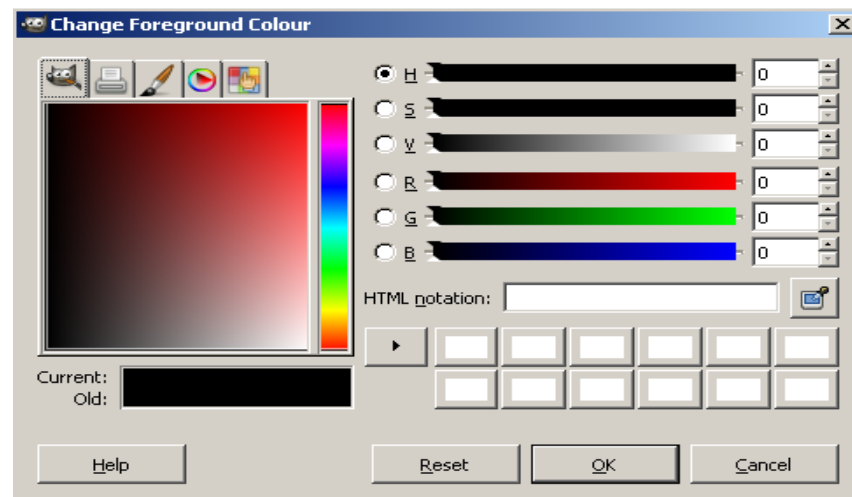 Change Foreground Colour
H 0
S 0
V 0
R 0
G 0
B 0
HTML notation:
Current:
Old:
Help Reset OK Cancel